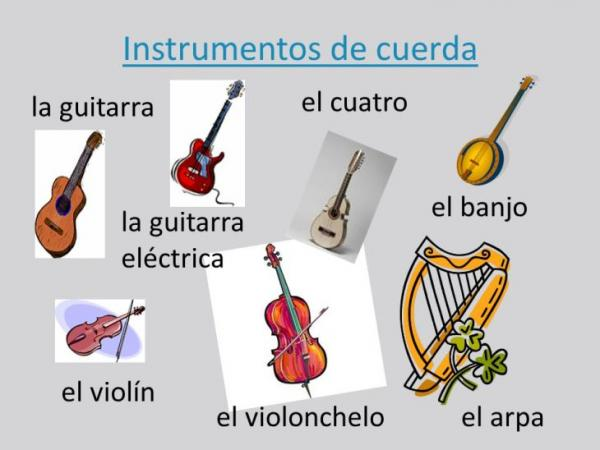 Instrumentos de cuerda
la guitarra
el cuatro
el banjo
la guitarra
eléctrica
el violín
el violonchelo
el arpa